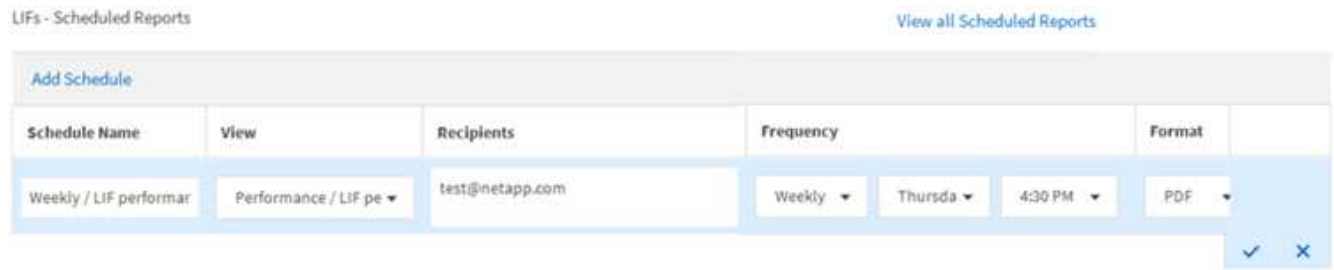 LIFs - Scheduled Reports View all Scheduled Reports
Add Schedule
Schedule Name View Recipients Frequency Format
Weekly / LIF performar Performance / LIF pe test@netapp.com Weekly Thursda 4:30 PM PDF